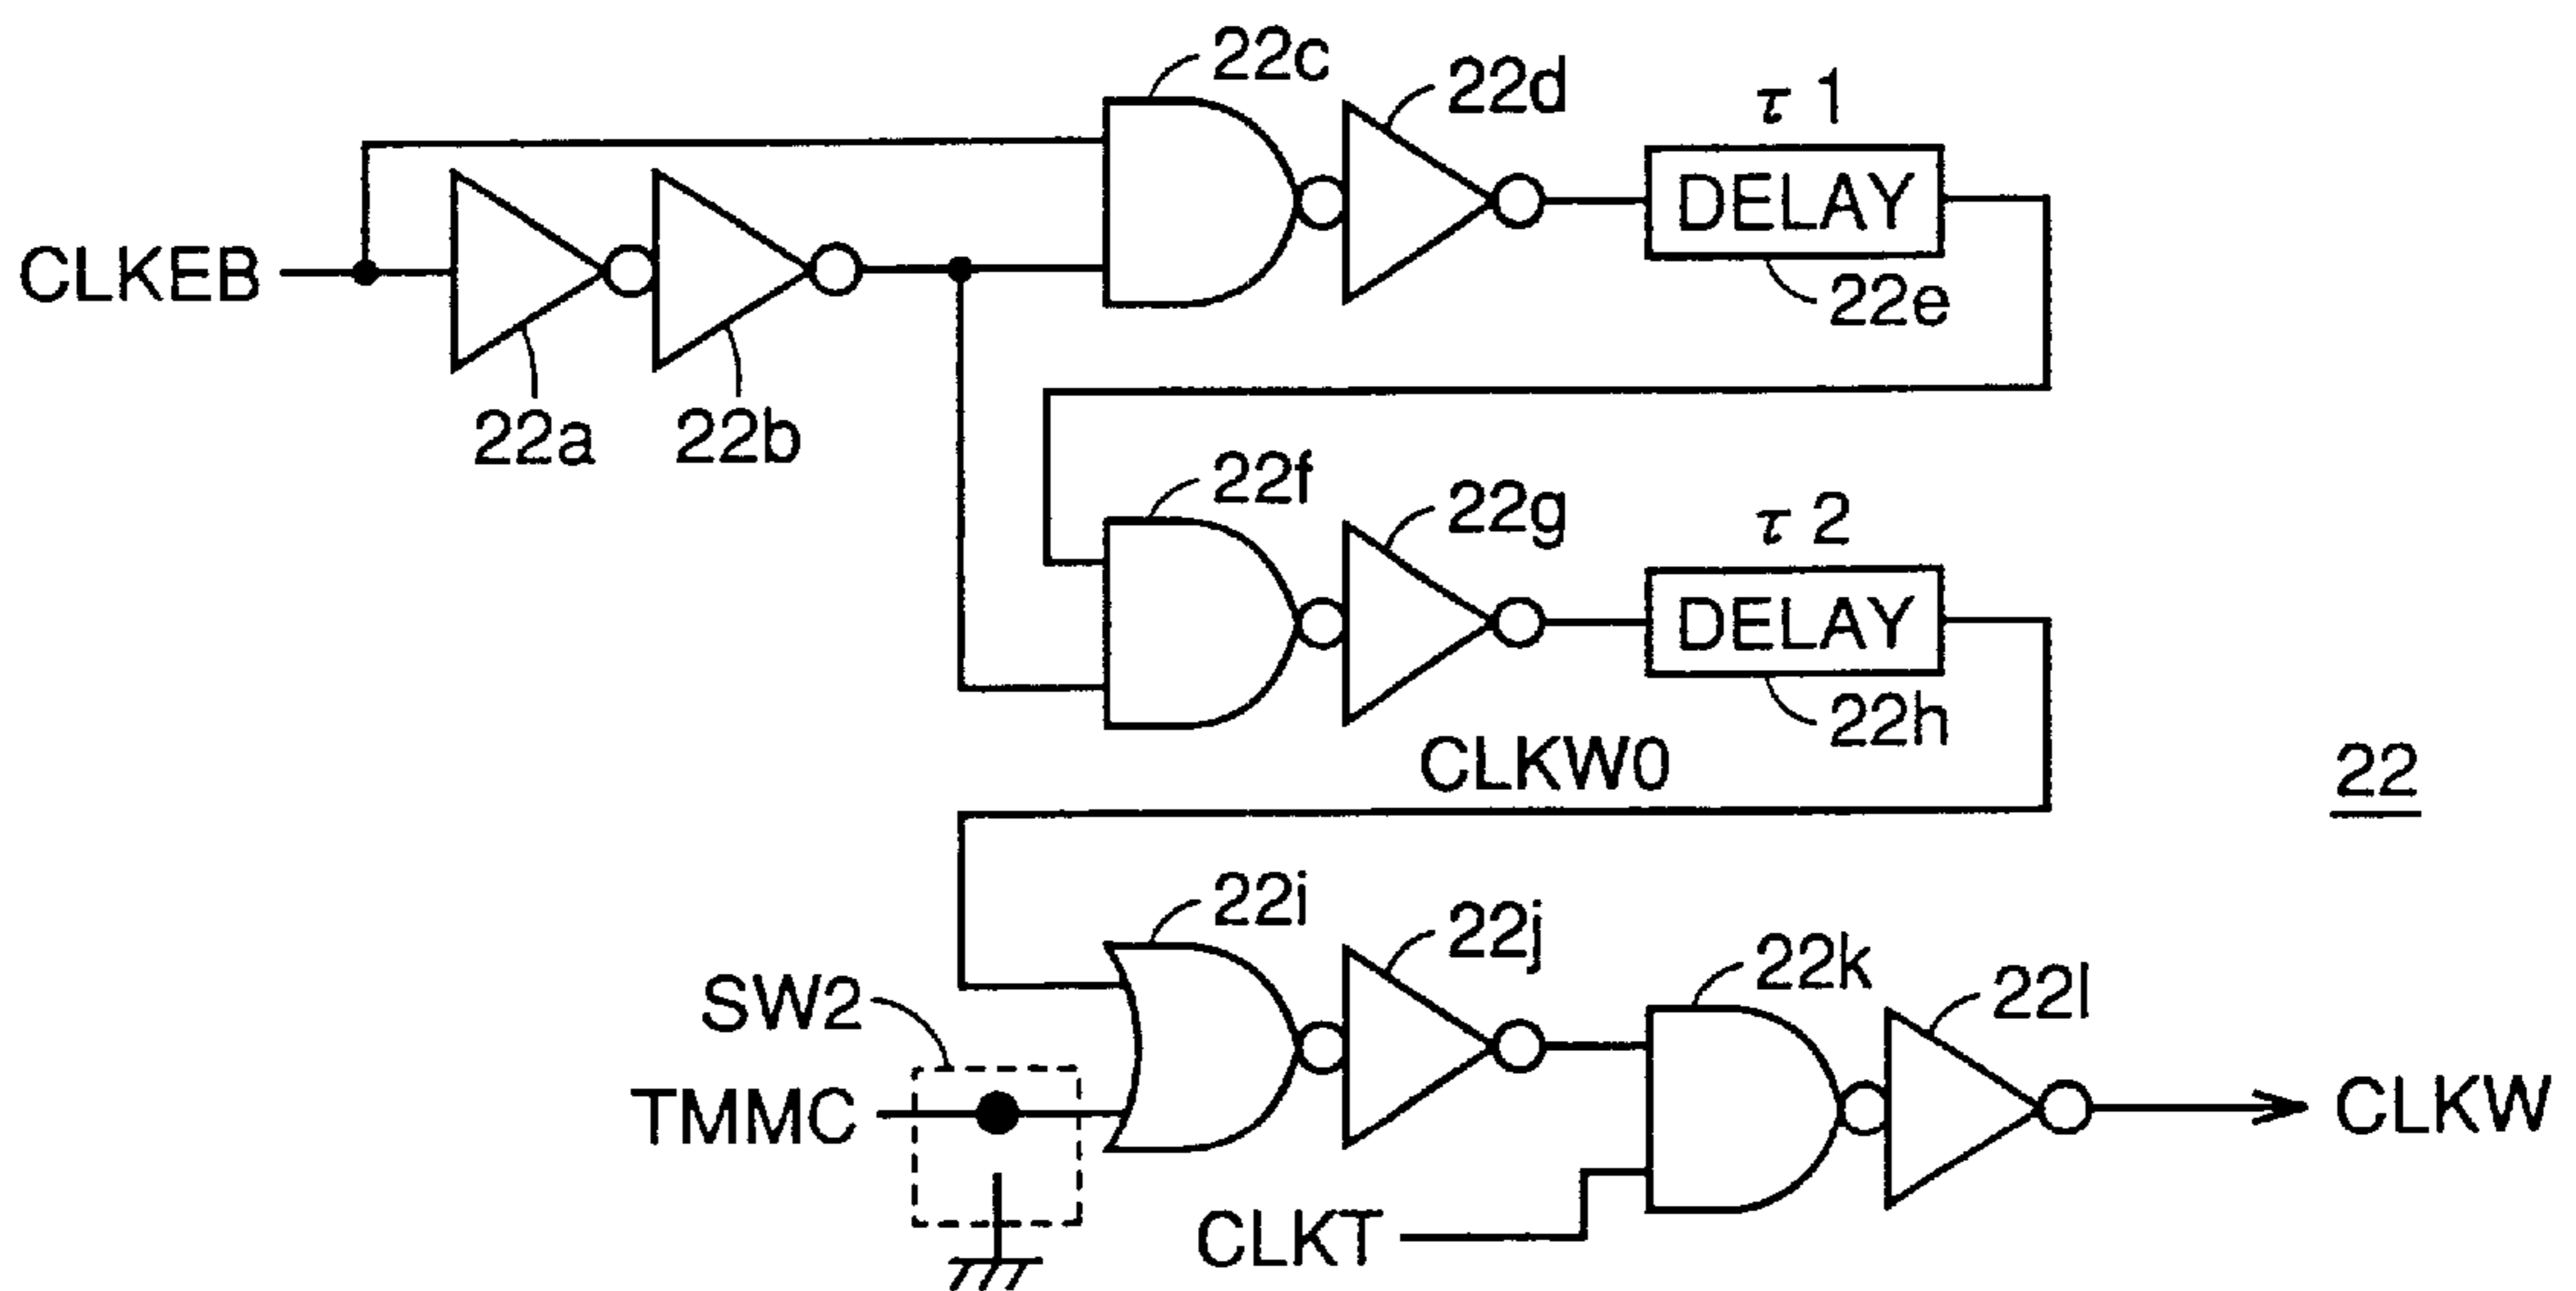 22c
22d
τ 1
DELAY
22e
CLKEB
22a
22b
22f
22g
τ 2
DELAY
22h
CLKW0
22
22i
22j
22k
22l
SW2
TMMC
CLKT
CLKW